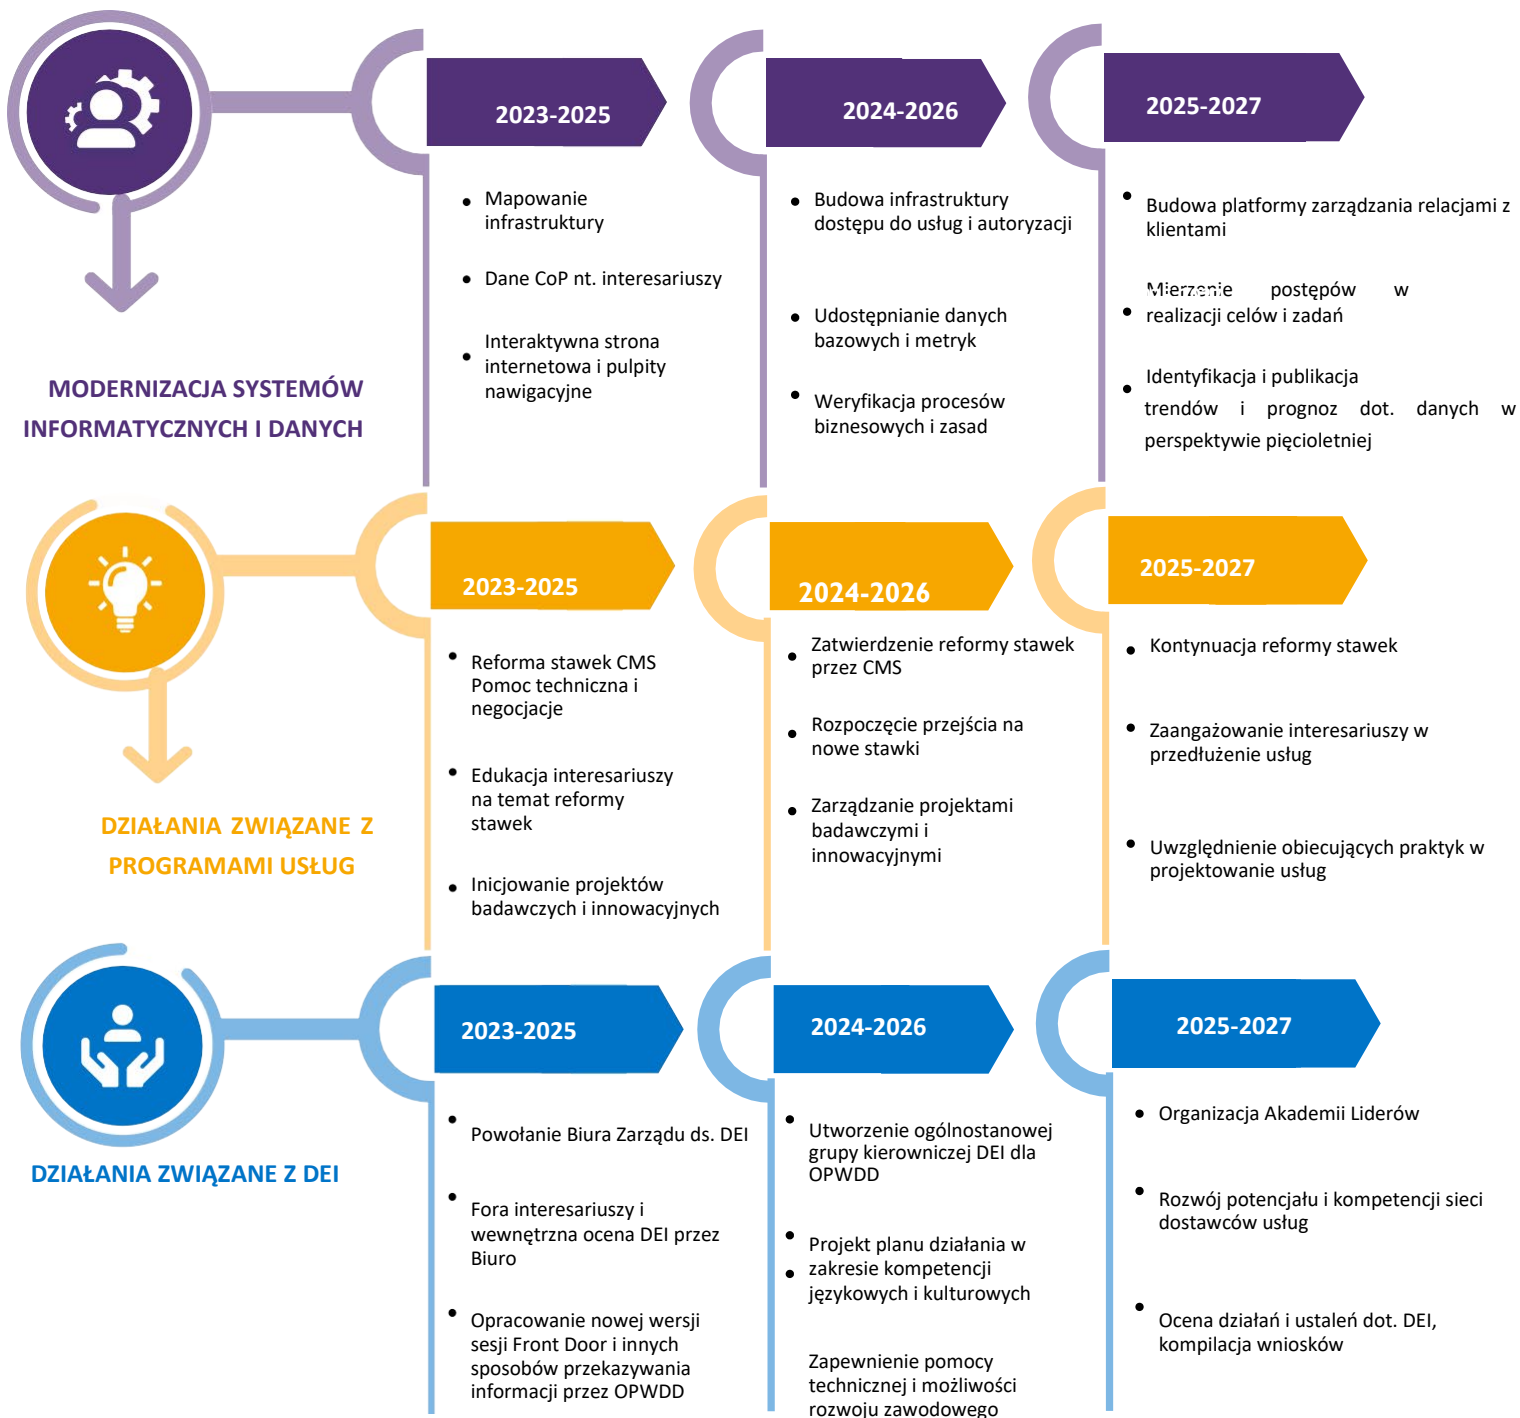 MODERNIZACJA SYSTEMÓW
INFORMATYCZNYCH I DANYCH
2023-2025
Mapowanie
infrastruktury
Dane CoP nt. interesariuszy
Interaktywna strona
internetowa i pulpity
nawigacyjne
2024-2026
Budowa infrastruktury
dostępu do usług i autoryzacji
Udostępnianie danych
bazowych i metryk
Weryfikacja procesów
biznesowych i zasad
2025-2027
Budowa platformy zarządzania relacjami z
klientami
Mierzenie postępów w
realizacji celów i zadań
Identyfikacja i publikacja
trendów i prognoz dot. danych w
perspektywie pięcioletniej
DZIAŁANIA ZWIĄZANE Z
PROGRAMAMI USŁUG
2023-2025
Reforma stawek CMS
Pomoc techniczna i
negocjacje
Edukacja interesariuszy
na temat reformy
stawek
Inicjowanie projektów
badawczych i innowacyjnych
2024-2026
Zatwierdzenie reformy stawek
przez CMS
Rozpoczęcie przejścia na
nowe stawki
Zarządzanie projektami
badawczymi i
innowacyjnymi
2025-2027
Kontynuacja reformy stawek
Zaangażowanie interesariuszy w
przedłużenie usług
Uwzględnienie obiecujących praktyk w
projektowanie usług
DZIAŁANIA ZWIĄZANE Z DEI
2023-2025
Powołanie Biura Zarządu ds. DEI
Fora interesariuszy i
wewnętrzna ocena DEI przez
Biuro
Opracowanie nowej wersji
sesji Front Door i innych
sposobów przekazywania
informacji przez OPWDD
2024-2026
Utworzenie ogólnostanowej
grupy kierowniczej DEI dla
OPWDD
Projekt planu działania w
zakresie kompetencji
językowych i kulturowych
Zapewnienie pomocy
technicznej i możliwości
rozwoju zawodowego
2025-2027
Organizacja Akademii Liderów
Rozwój potencjału i kompetencji sieci
dostawców usług
Ocena działań i ustaleń dot. DEI,
kompilacja wniosków